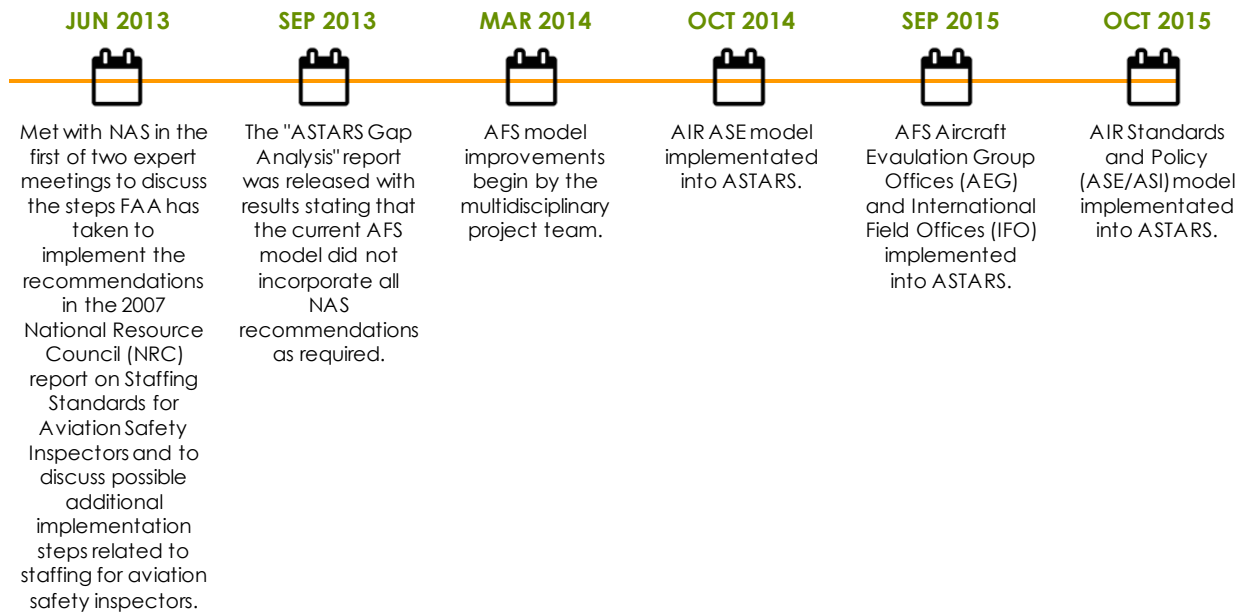 JUN 2013
Met with NAS in the
first of two expert
meetings to discuss
the steps FAA has
taken to
implement the
recommendations
in the 2007
National Resource
Council (NRC)
report on Staffing
Standards for
Aviation Safety
Inspectors and to
discuss possible
additional
implementation
steps related to
staffing for aviation
safety inspectors.
SEP 2013
The "ASTARS Gap
Analysis" report
was released with
results stating that
the current AFS
model did not
incorporate all
NAS
recommendations
as required.
MAR 2014
AFS model
improvements
begin by the
multidisciplinary
project team.
OCT 2014
AIR ASE model
implementated
into ASTARS.
SEP 2015
AFS Aircraft
Evaulation Group
Offices (AEG)
and International
Field Offices (IFO)
implemented
into ASTARS.
OCT 2015
AIR Standards
and Policy
(ASE/ASI) model
implementated
into ASTARS.